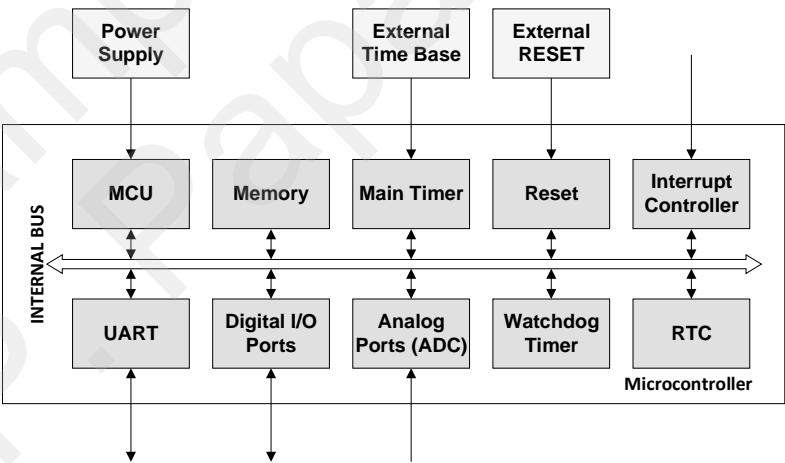 Power
Supply
External
Time Base
External
RESET
MCU
Memory
Main Timer
Reset
Interrupt
Controller
INTERNAL BUS
UART
Digital I/O
Ports
Analog
Ports (ADC)
Watchdog
Timer
RTC
Microcontroller